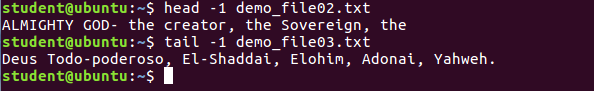 student@ubuntu:~$ head -1 demo_file02.txt
ALMIGHTY GOD- the creator, the Sovereign, the
student@ubuntu:~$ tail -1 demo_file03.txt
Deus Todo-poderoso, El-Shaddai, Elohim, Adonai, Yahweh.
student@ubuntu:~$